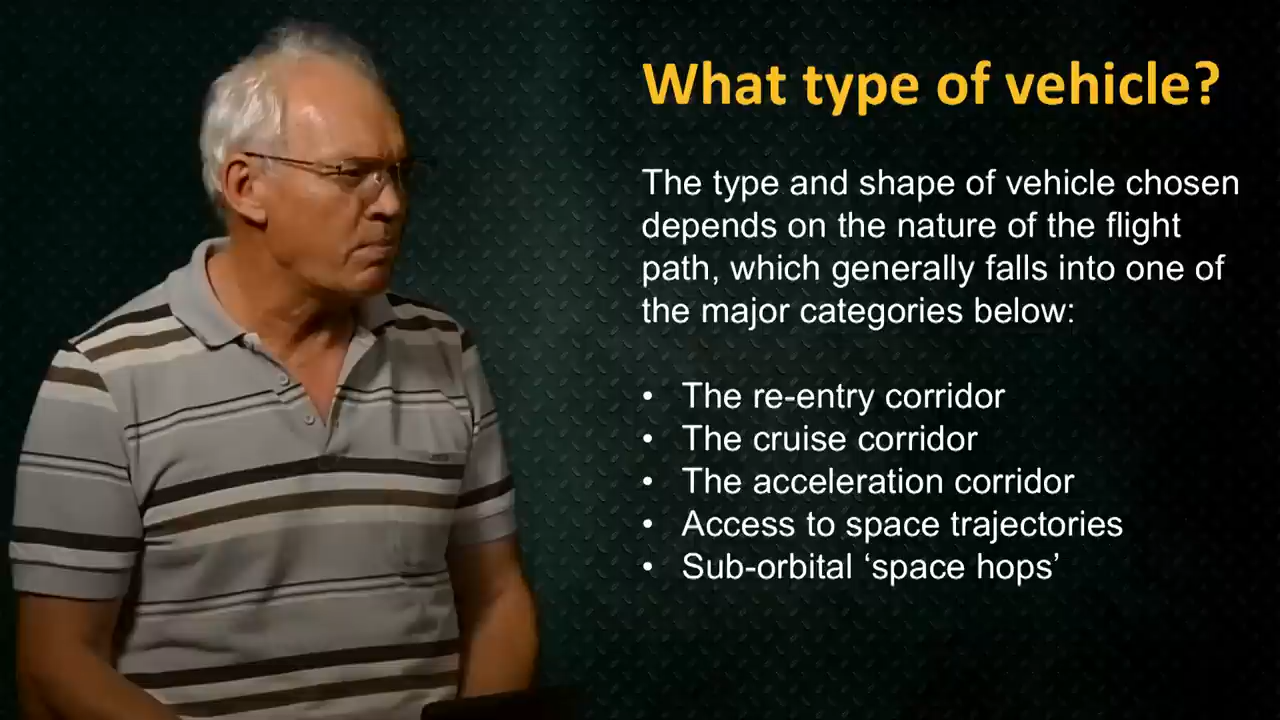 What type of vehicle?
The type and shape of vehicle chosen
depends on the nature of the flight
path, which generally falls into one of
the major categories below:
• The re-entry corridor
• The cruise corridor
• The acceleration corridor
• Access to space trajectories
• Sub-orbital ‘space hops’